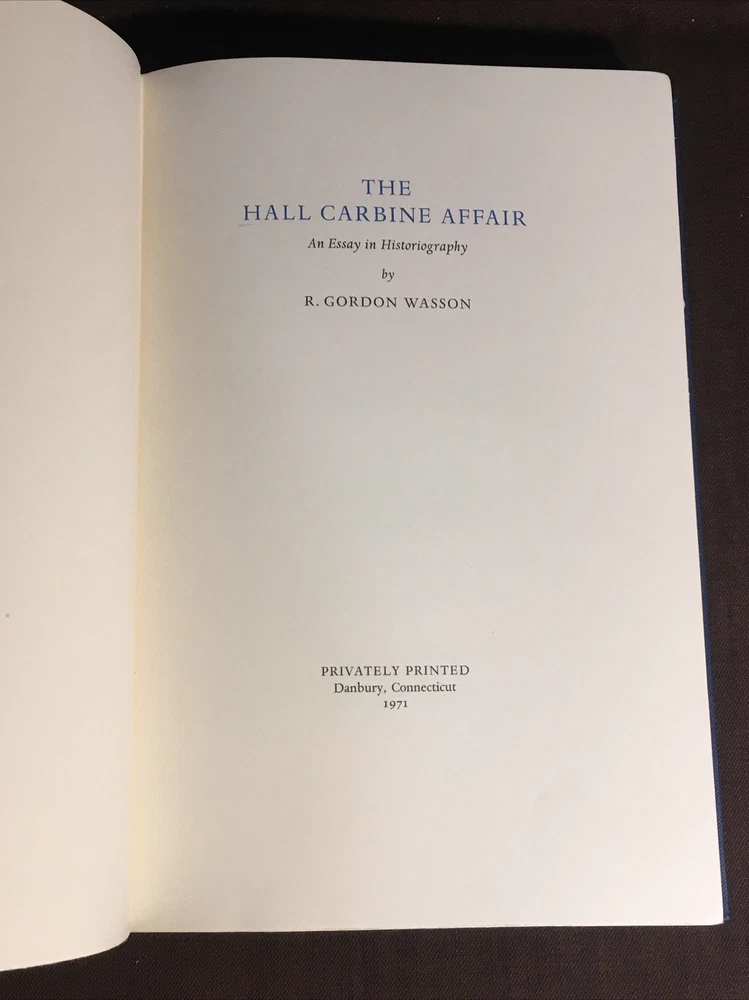 THE
HALL CARBINE AFFAIR
An Essay in Historiography
by
R. GORDON WASSON
PRIVATELY PRINTED
Danbury, Connecticut
1971